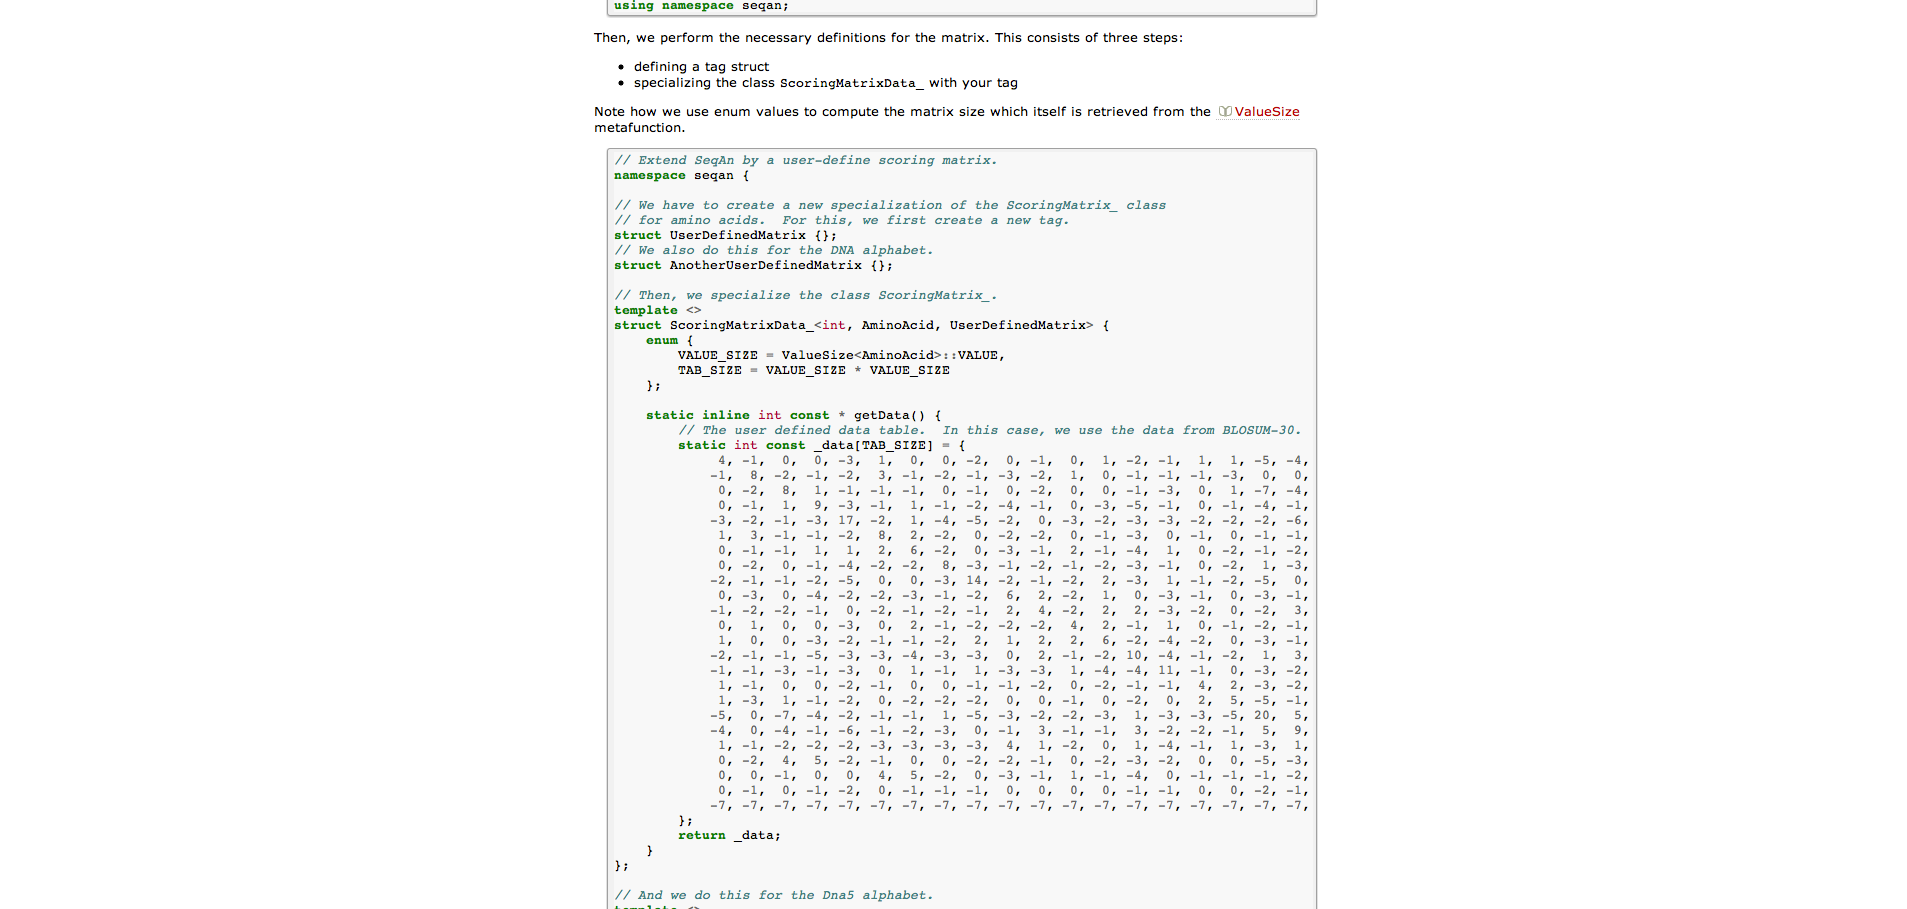 using namespace seqan;
Then, we perform the necessary definitions for the matrix. This consists of three steps:
• defining a tag struct
• specializing the class ScoringMatrixData_ with your tag
Note how we use enum values to compute the matrix size which itself is retrieved from the ValueSize
metafunction.
// Extend SeqAn by a user-define scoring matrix.
namespace seqan {
// We have to create a new specialization of the ScoringMatrix_ class
// for amino acids.  For this, we first create a new tag.
struct UserDefinedMatrix {};
// We also do this for the DNA alphabet.
struct AnotherUserDefinedMatrix {};
// Then, we specialize the class ScoringMatrix_.
template <>
struct ScoringMatrixData_<int, AminoAcid, UserDefinedMatrix> {
enum {
VALUE_SIZE = ValueSize<AminoAcid>::VALUE,
TAB_SIZE = VALUE_SIZE * VALUE_SIZE
};
static inline int const * getData() {
// The user defined data table.  In this case, we use the data from BLOSUM-30.
static int const _data[TAB_SIZE] = {
4, -1, 0, 0, -3, 1, 0, 0, -2, 0, -1, 0, 1, -2, -1, 1, 1, -5, -4,
-1, 8, -2, -1, -2, 3, -1, -2, -1, -3, -2, 1, 0, -1, -1, -1, -3, 0, 0,
0, -2, 8, 1, -1, -1, -1, 0, -1, 0, -2, 0, 0, -1, -3, 0, 1, -7, -4,
0, -1, 1, 9, -3, -1, 1, -1, -2, -4, -1, 0, -3, -5, -1, 0, -1, -4, -1,
-3, -2, -1, -3, 17, -2, 1, -4, -5, -2, 0, -3, -2, -3, -3, -2, -2, -2, -6,
1, 3, -1, -1, -2, 8, 2, -2, 0, -2, -2, 0, -1, -3, 0, -1, 0, -1, -1,
0, -1, -1, 1, 1, 2, 6, -2, 0, -3, -1, 2, -1, -4, 1, 0, -2, -1, -2,
0, -2, 0, -1, -4, -2, -2, 8, -3, -1, -2, -1, -2, -3, -1, 0, -2, 1, -3,
-2, -1, -1, -2, -5, 0, 0, -3, 14, -2, -1, -2, 2, -3, 1, -1, -2, -5, 0,
0, -3, 0, -4, -2, -2, -3, -1, -2, 6, 2, -2, 1, 0, -3, -1, 0, -3, -1,
-1, -2, -2, -1, 0, -2, -1, -2, -1, 2, 4, -2, 2, 2, -3, -2, 0, -2, 3,
0, 1, 0, 0, -3, 0, 2, -1, -2, -2, -2, 4, 2, -1, 1, 0, -1, -2, -1,
1, 0, 0, -3, -2, -1, -1, -2, 2, 1, 2, 2, 6, -2, -4, -2, 0, -3, -1,
-2, -1, -1, -5, -3, -3, -4, -3, -3, 0, 2, -1, -2, 10, -4, -1, -2, 1, 3,
-1, -1, -3, -1, -3, 0, 1, -1, 1, -3, -3, 1, -4, -4, 11, -1, 0, -3, -2,
1, -1, 0, 0, -2, -1, 0, 0, -1, -1, -2, 0, -2, -1, -1, 4, 2, -3, -2,
1, -3, 1, -1, -2, 0, -2, -2, -2, 0, 0, -1, 0, -2, 0, 2, 5, -5, -1,
-5, 0, -7, -4, -2, -1, -1, 1, -5, -3, -2, -2, -3, 1, -3, -3, -5, 20, 5,
-4, 0, -4, -1, -6, -1, -2, -3, 0, -1, 3, -1, -1, 3, -2, -2, -1, 5, 9,
1, -1, -2, -2, -2, -3, -3, -3, -3, 4, 1, -2, 0, 1, -4, -1, 1, -3, 1,
0, -2, 4, 5, -2, -1, 0, 0, -2, -2, -1, 0, -2, -3, -2, 0, 0, -5, -3,
0, 0, -1, 0, 0, 4, 5, -2, 0, -3, -1, 1, -1, -4, 0, -1, -1, -1, -2,
0, -1, 0, -1, -2, 0, -1, -1, -1, 0, 0, 0, 0, -1, -1, 0, 0, -2, -1,
-7, -7, -7, -7, -7, -7, -7, -7, -7, -7, -7, -7, -7, -7, -7, -7, -7, -7, -7,
};
return _data;
}
};
// And we do this for the Dna5 alphabet.
template <>